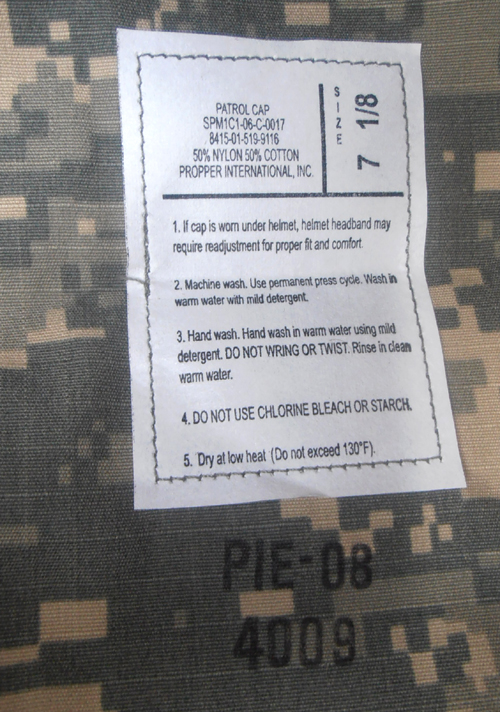 PATROL CAP
SPM1C1-06-C-0017
8415-01-519-9116
50% NYLON 50% COTTON
PROPPER INTERNATIONAL, INC.
SIZE
7 1/8
1. If cap is worn under helmet, helmet headband may
require readjustment for proper fit and comfort.
2. Machine wash. Use permanent press cycle. Wash in
warm water with mild detergent.
3. Hand wash. Hand wash in warm water using mild
detergent. DO NOT WRING OR TWIST. Rinse in clean
warm water.
4. DO NOT USE CHLORINE BLEACH OR STARCH.
5. Dry at low heat (Do not exceed 130°F).
PIE-08
4009